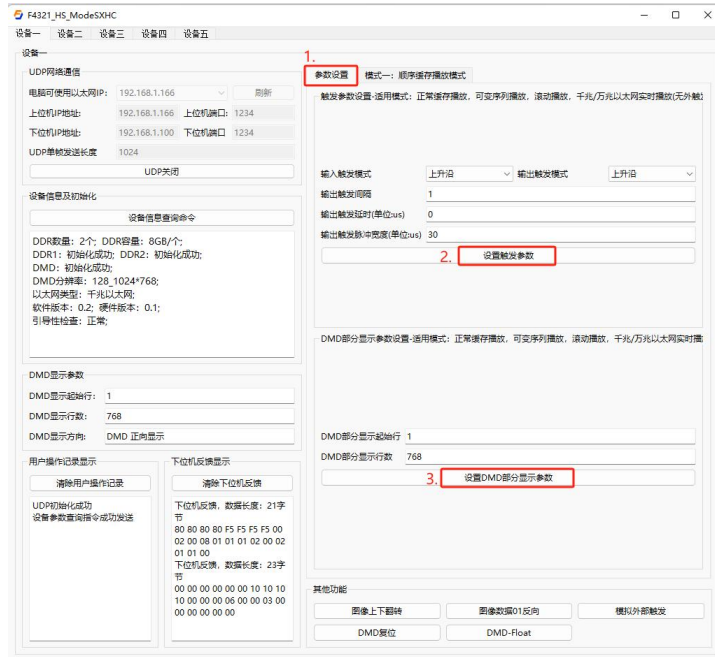 F4321_HS_ModeSXHC
设备一 设备二 设备三 设备四 设备五
设备一
UDP网络通信
电脑可使用以太网IP: 192.168.1.166 刷新
上位机IP地址: 192.168.1.166 上位机端口: 1234
下位机IP地址: 192.168.1.100 下位机端口 1234
UDP单帧发送长度 1024
UDP关闭
设备信息及初始化
设备信息查询命令
DDR数量: 2个; DDR容量: 8GB/个;
DDR1: 初始化成功; DDR2: 初始化成功;
DMD: 初始化成功;
DMD分辨率: 128_1024*768;
以太网类型: 千兆以太网;
软件版本: 0.2; 硬件版本: 0.1;
引导性检查: 正常;
DMD显示参数
DMD显示起始行: 1
DMD显示行数: 768
DMD显示方向: DMD 正向显示
用户操作记录显示
清除用户操作记录
UDP初始化成功
设备参数查询指令成功发送
下位机反馈显示
清除下位机反馈
下位机反馈, 数据长度: 21字
节
80 80 80 80 F5 F5 F5 F5 00
02 00 08 01 01 01 02 00 02
01 01 00
下位机反馈, 数据长度: 23字
节
00 00 00 00 00 00 10 10 10
10 00 00 00 06 00 00 03 00
00 00 00 00 00
1.
参数设置 模式一: 顺序缓存播放模式
触发参数设置-适用模式: 正常缓存播放, 可变序列播放, 滚动播放, 千兆/万兆以太网实时播放(无外触
输入触发模式 上升沿 输出触发模式 上升沿
输出触发间隔 1
输出触发延时(单位:us) 0
输出触发脉冲宽度(单位:us) 30
2. 设置触发参数
DMD部分显示参数设置-适用模式: 正常缓存播放, 可变序列播放, 滚动播放, 千兆/万兆以太网实时播
DMD部分显示起始行 1
DMD部分显示行数 768
3. 设置DMD部分显示参数
其他功能
图像上下翻转 图像数据01反向 模拟外部触发
DMD复位 DMD-Float